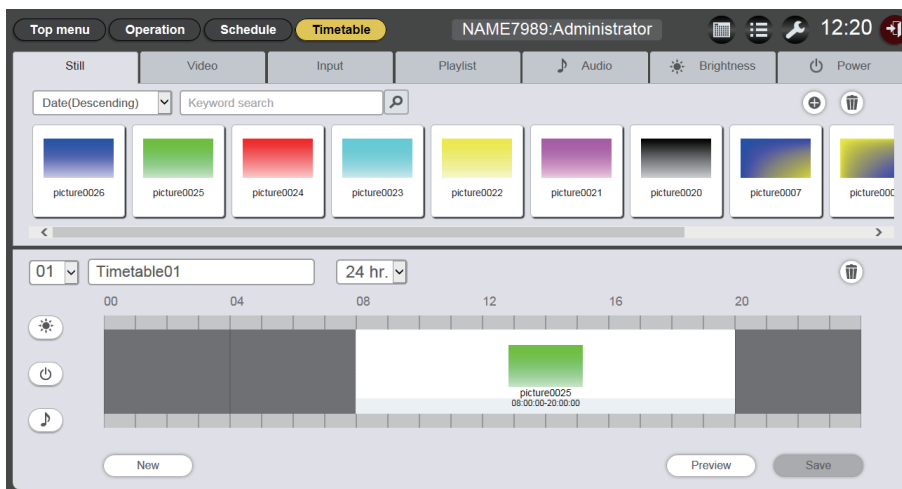 Top menu Operation Schedule Timetable NAME7989:Administrator 12:20
Still Video Input Playlist Audio Brightness Power
Date(Descending) Keyword search
picture0026 picture0025 picture0024 picture0023 picture0022 picture0021 picture0020 picture0007 picture000
01 Timetable01 24 hr.
00 04 08 12 16 20
picture0025
08:00:00-20:00:00
New Preview Save